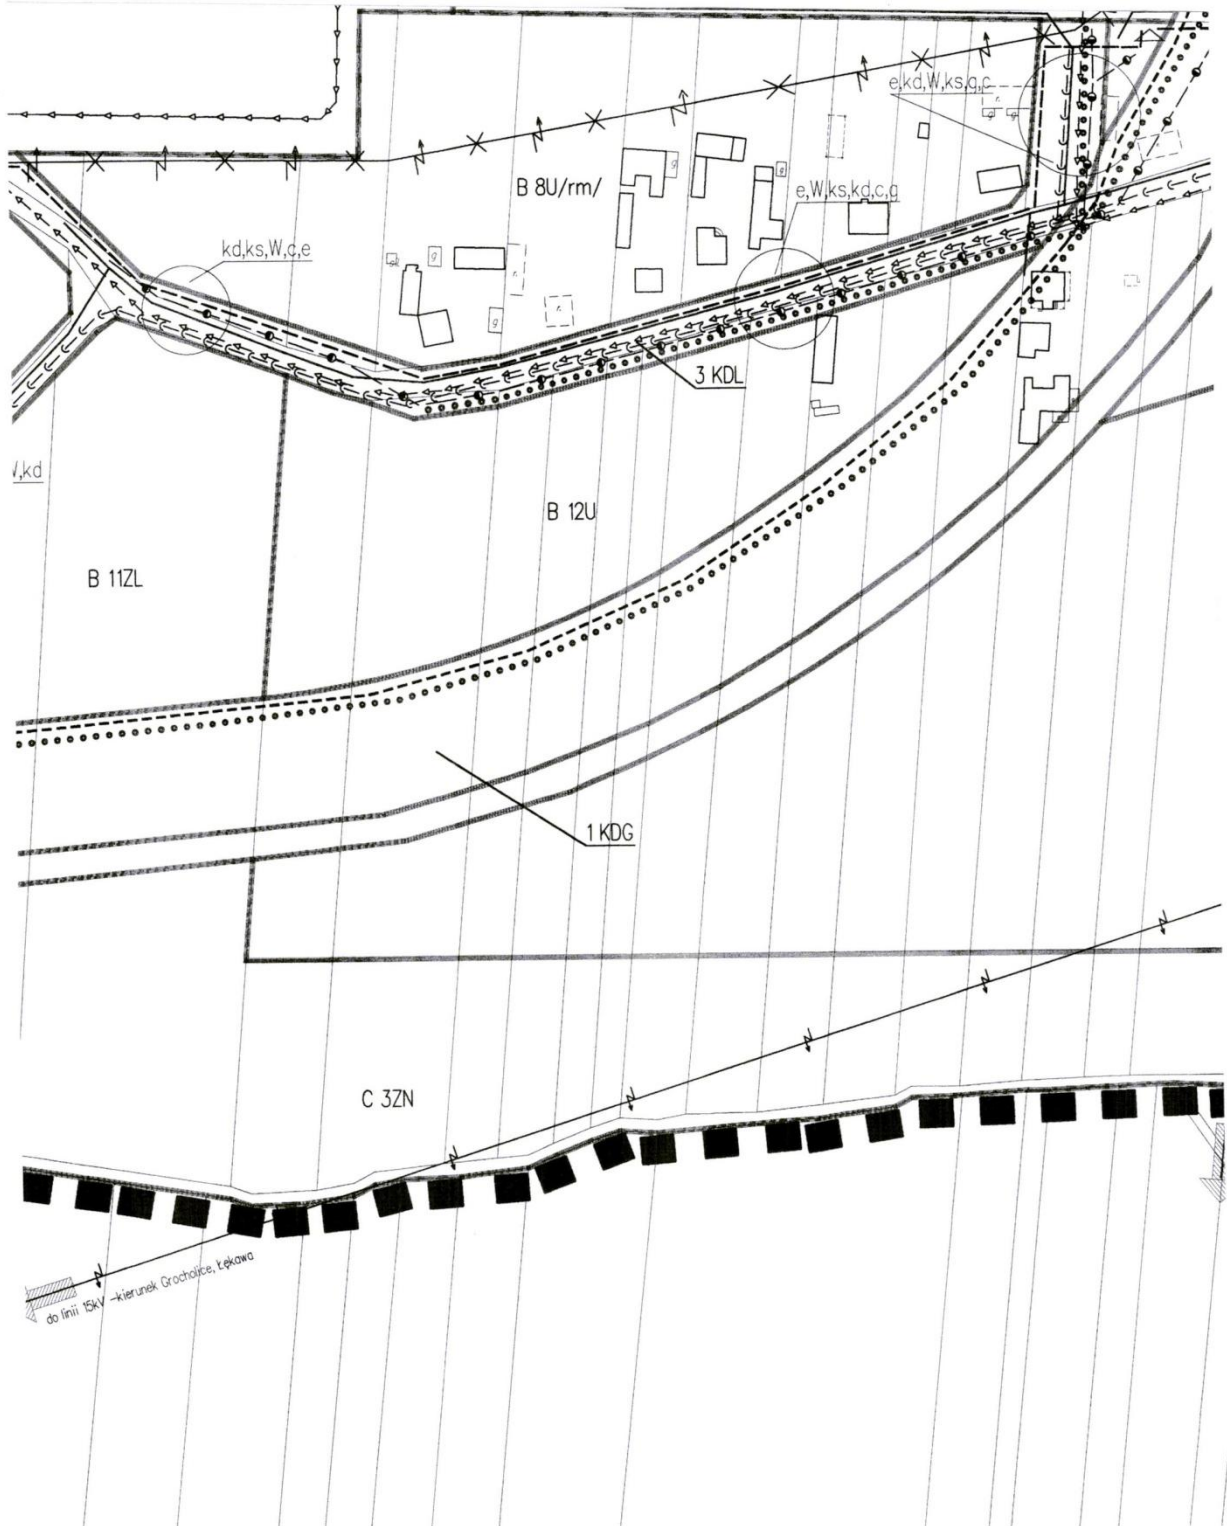 e,kd,W,ks,g,c
B 8U/rm/
e,W,ks,kd,c,g
kd,ks,W,c,e
3 KDL
,kd
B 12U
B 11ZL
1 KDG
C 3ZN
do linii 15kV -kierunek Grocholice, Łękawa